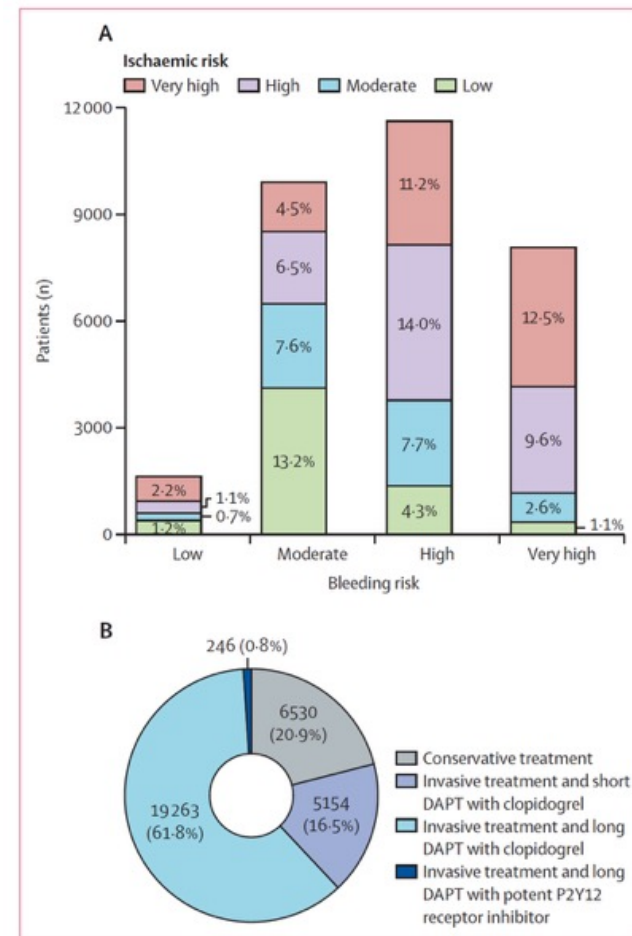 A
Ischaemic risk
Very high High Moderate Low
12 000
9000
6000
3000
0
Patients (n)
2·2%
1·1%
0·7%
1·2%
4·5%
6·5%
7·6%
13·2%
11·2%
14·0%
7·7%
4·3%
12·5%
9·6%
2·6%
1·1%
Low Moderate High Very high
Bleeding risk
B
246 (0·8%)
6530
(20·9%)
5154
(16·5%)
19 263
(61·8%)
Conservative treatment
Invasive treatment and short
DAPT with clopidogrel
Invasive treatment and long
DAPT with clopidogrel
Invasive treatment and long
DAPT with potent P2Y12
receptor inhibitor